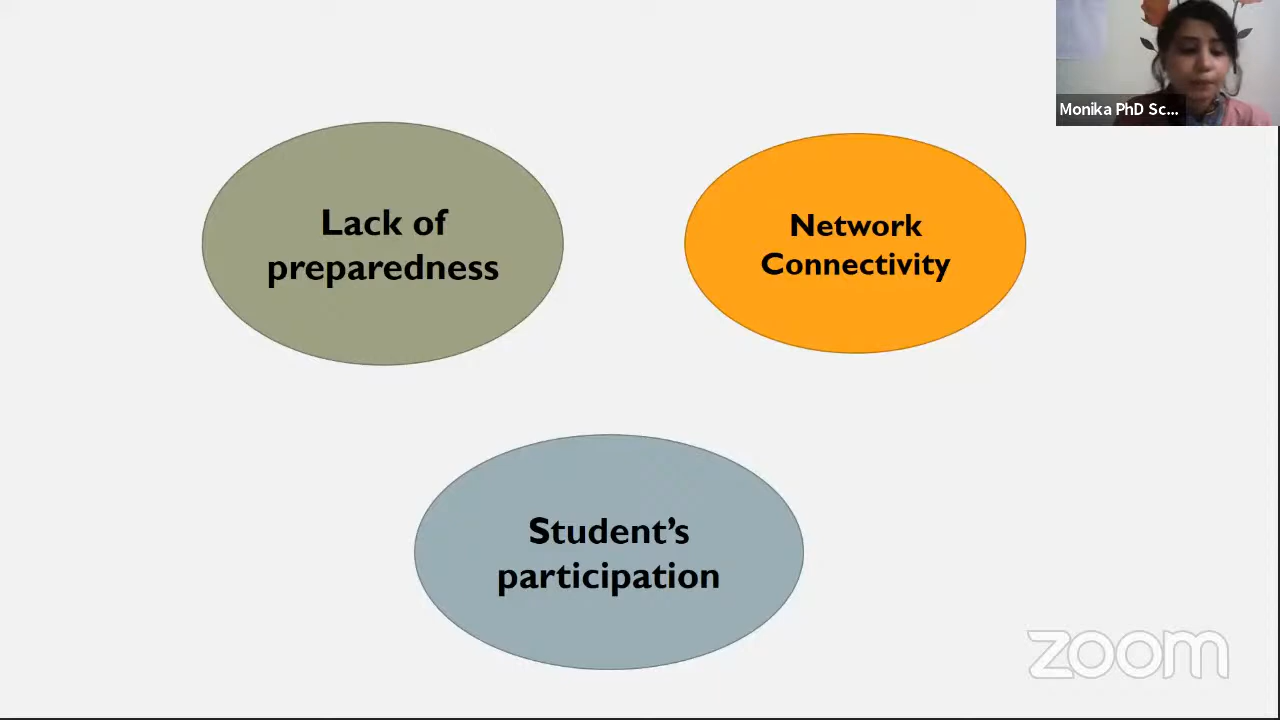 Monika PhD Sc...
Lack of
preparedness
Network
Connectivity
Student’s
participation
zoom